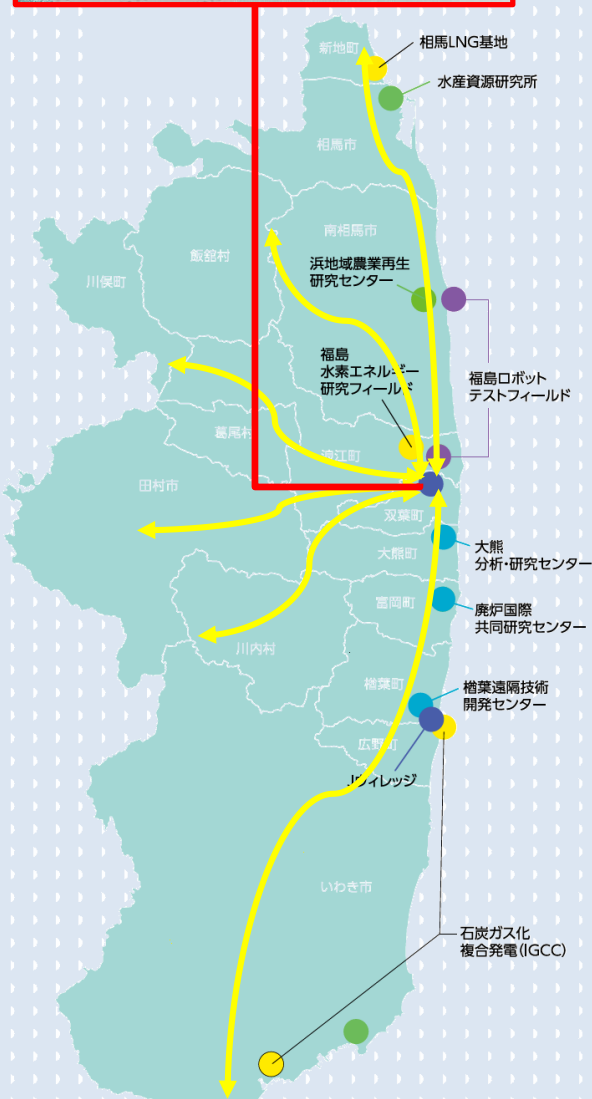 新地町
相馬LNG基地
水産資源研究所
相馬市
南相馬市
飯舘村
川俣町
浜地域農業再生
研究センター
福島
水素エネルギー
研究フィールド
福島ロボット
テストフィールド
葛尾村
浪江町
田村市
双葉町
大熊町
大熊
分析・研究センター
富岡町
廃炉国際
共同研究センター
川内村
楢葉町
楢葉遠隔技術
開発センター
広野町
Jヴィレッジ
いわき市
石炭ガス化
複合発電(IGCC)